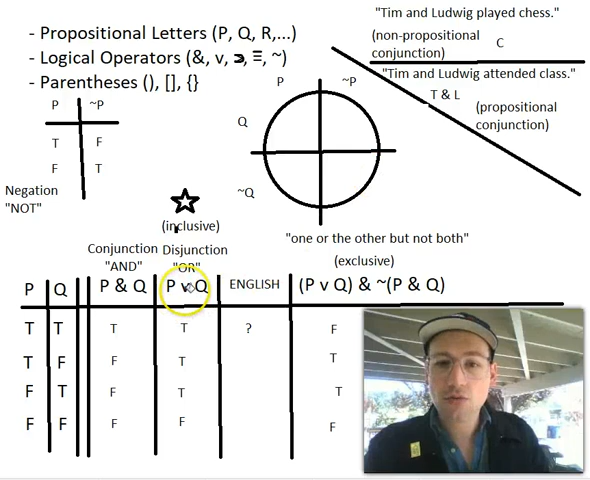 - Propositional Letters (P, Q, R,...)
- Logical Operators (&, v, ⊃, ≡, ~)
- Parentheses (), [], {}
"Tim and Ludwig played chess."
(non-propositional
conjunction)
C
"Tim and Ludwig attended class."
T & L
(propositional
conjunction)
P ~P
T F
F T
Negation
"NOT"
P ~P
Q
~Q
(inclusive)
Conjunction Disjunction
"AND" "OR"
"one or the other but not both"
(exclusive)
P Q P & Q P v Q ENGLISH (P v Q) & ~(P & Q)
T T T T ? F
T F F T T
F T F T T
F F F F F